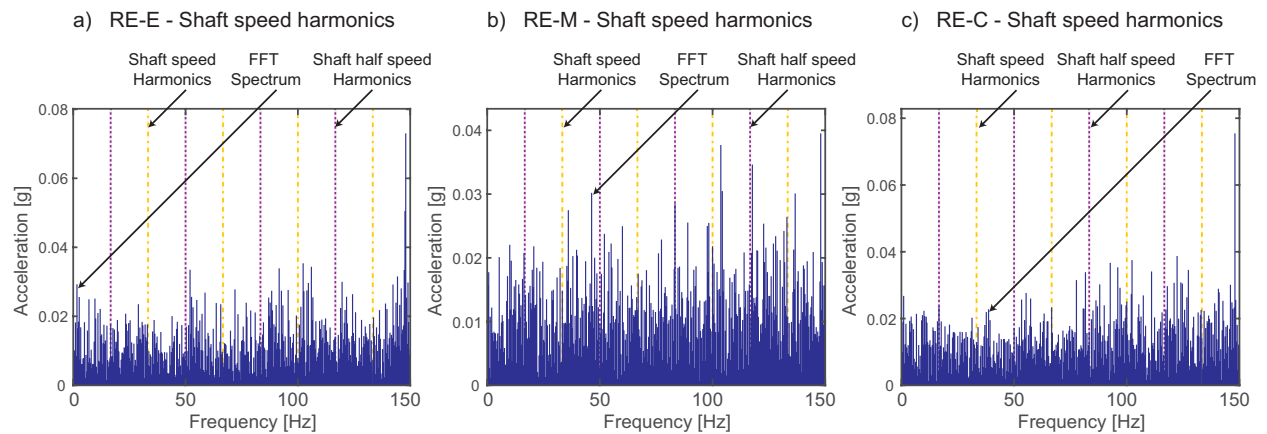 a) RE-E - Shaft speed harmonics
Shaft speed
Harmonics
FFT
Spectrum
Shaft half speed
Harmonics
0.08
0.06
0.04
0.02
0
Acceleration [g]
0
50
100
150
Frequency [Hz]
b) RE-M - Shaft speed harmonics
Shaft speed
Harmonics
FFT
Spectrum
Shaft half speed
Harmonics
0.04
0.03
0.02
0.01
0
Acceleration [g]
0
50
100
150
Frequency [Hz]
c) RE-C - Shaft speed harmonics
Shaft speed
Harmonics
Shaft half speed
Harmonics
FFT
Spectrum
0.08
0.06
0.04
0.02
0
Acceleration [g]
0
50
100
150
Frequency [Hz]